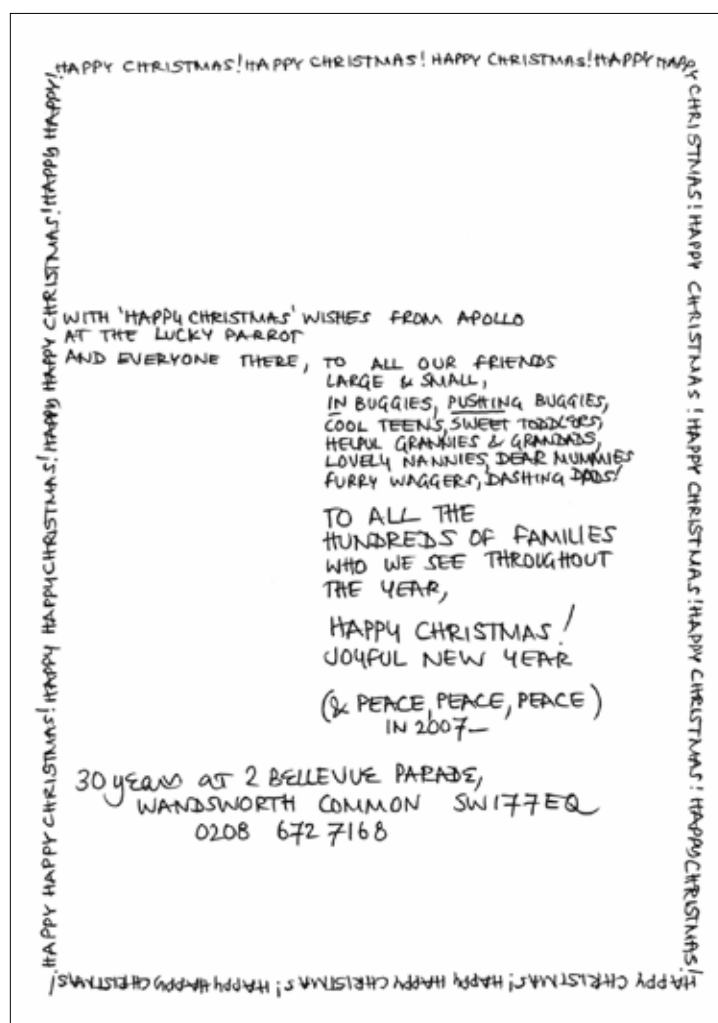 HAPPY CHRISTMAS! HAPPY CHRISTMAS! HAPPY CHRISTMAS! HAPPY HAPPY
CHRISTMAS! HAPPY CHRISTMAS! HAPPY CHRISTMAS! HAPPY CHRISTMAS! HAPPY CHRISTMAS!
WITH 'HAPPY CHRISTMAS' WISHES FROM APOLLO
AT THE LUCKY PARROT
AND EVERYONE THERE, TO ALL OUR FRIENDS
LARGE & SMALL,
IN BUGGIES, PUSHING BUGGIES,
COOL TEENS, SWEET TODDLERS,
HELPUL GRANNIES & GRANDADS,
LOVELY NANNIES, DEAR MUMMIES
FURRY WAGGERS, DASHING DADS!
TO ALL THE
HUNDREDS OF FAMILIES
WHO WE SEE THROUGHOUT
THE YEAR,
HAPPY CHRISTMAS!
JOYFUL NEW YEAR
(& PEACE, PEACE, PEACE)
IN 2007—
30 years at 2 BELLEVUE PARADE,
WANDSWORTH COMMON SW177EQ
0208 672 7168
HAPPY CHRISTMAS! HAPPY HAPPY CHRISTMAS! HAPPY HAPPY CHRISTMAS!
HAPPY HAPPY CHRISTMAS! HAPPY HAPPY CHRISTMAS! HAPPY HAPPY CHRISTMAS! HAPPY HAPPY!